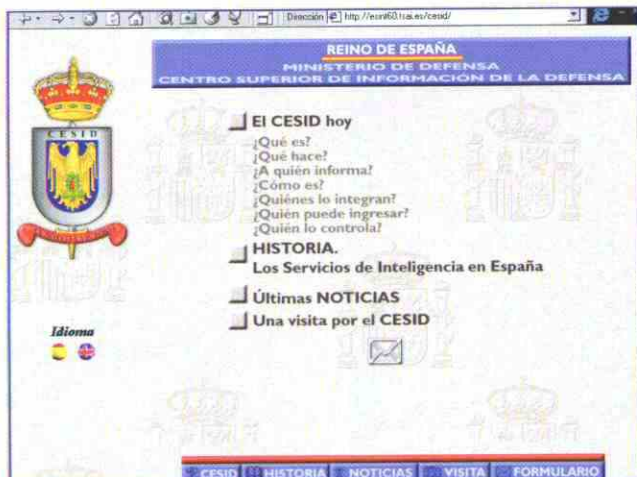 Dirección http://esint60.tsai.es/cesid/
REINO DE ESPAÑA
MINISTERIO DE DEFENSA
CENTRO SUPERIOR DE INFORMACIÓN DE LA DEFENSA
CESID
El CESID hoy
¿Qué es?
¿Qué hace?
¿A quién informa?
¿Cómo es?
¿Quiénes lo integran?
¿Quién puede ingresar?
¿Quién lo controla?
HISTORIA.
Los Servicios de Inteligencia en España
Últimas NOTICIAS
Una visita por el CESID
Idioma
CESID HISTORIA NOTICIAS VISITA FORMULARIO